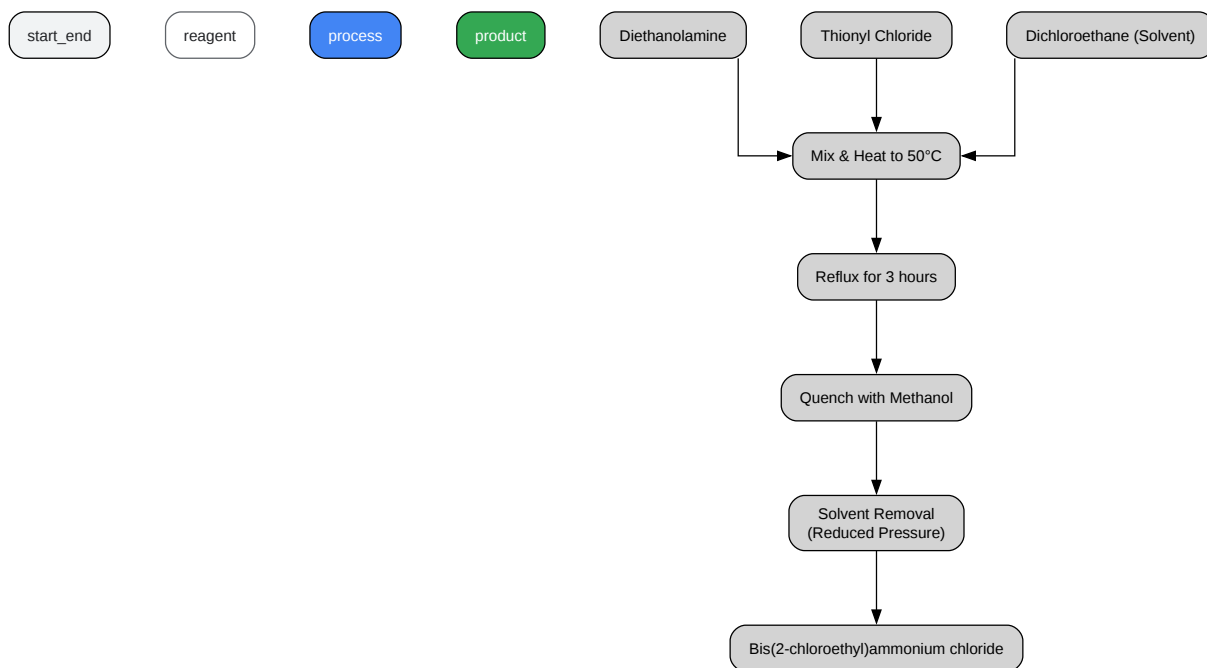 start_end
reagent
process
product
Diethanolamine
Thionyl Chloride
Dichloroethane (Solvent)
Mix & Heat to 50°C
Reflux for 3 hours
Quench with Methanol
Solvent Removal
(Reduced Pressure)
Bis(2-chloroethyl)ammonium chloride